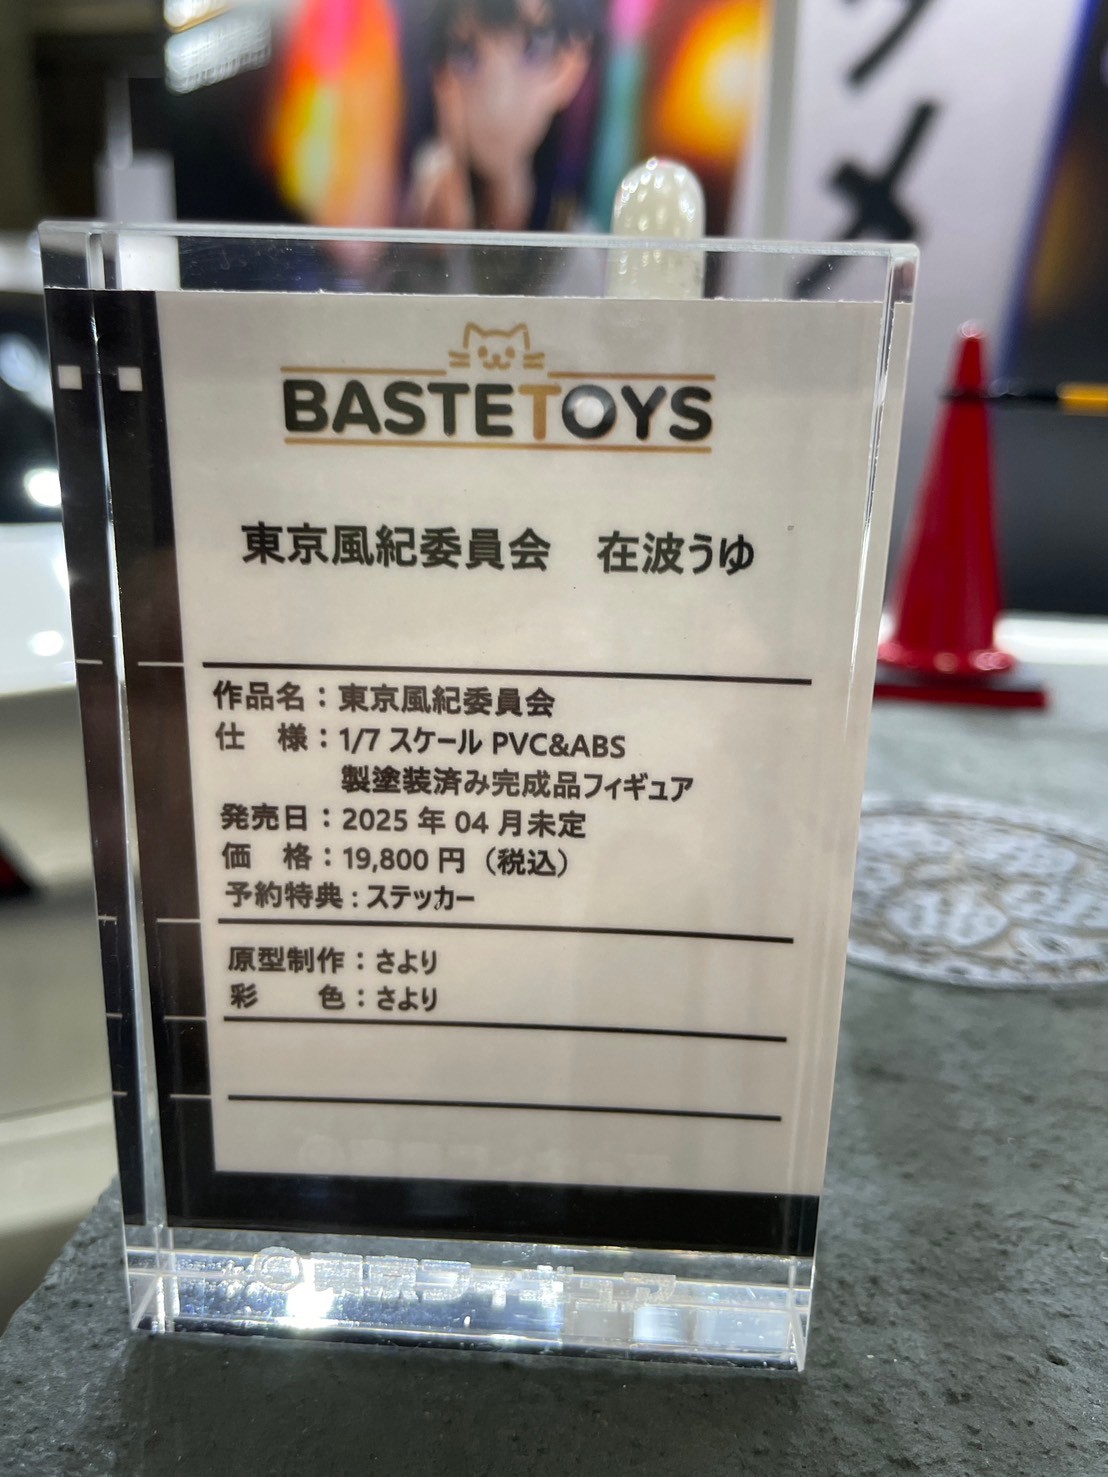 BASTETOYS
東京風紀委員会　在波うゆ
作品名：東京風紀委員会
仕　様：1/7 スケール PVC&ABS
製塗装済み完成品フィギュア
発売日：2025 年 04 月未定
価　格：19,800 円（税込）
予約特典：ステッカー
原型制作：さより
彩　　色：さより
メ